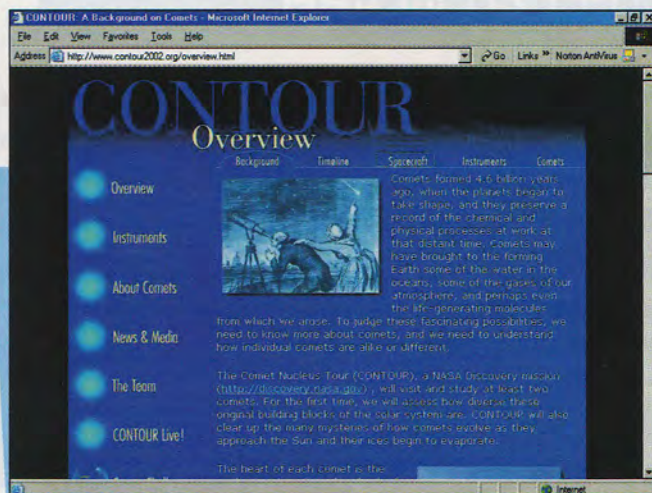 CONTOUR: A Background on Comets - Microsoft Internet Explorer
File Edit View Favorites Tools Help
Address http://www.contour2002.org/overview.html Go Links » Norton AntiVirus
CONTOUR
Overview
Background Timeline Spacecraft Instruments Comets
Overview
Instruments
About Comets
News & Media
The Team
CONTOUR Live!
Comets formed 4.6 billion years
ago, when the planets began to
take shape, and they preserve a
record of the chemical and
physical processes at work at
that distant time. Comets may
have brought to the forming
Earth some of the water in the
oceans, some of the gases of our
atmosphere, and perhaps even
the life-generating molecules
from which we arose. To judge these fascinating possibilities, we
need to know more about comets, and we need to understand
how individual comets are alike or different.
The Comet Nucleus Tour (CONTOUR), a NASA Discovery mission
(http://discovery.nasa.gov) , will visit and study at least two
comets. For the first time, we will assess how diverse these
original building blocks of the solar system are. CONTOUR will also
clear up the many mysteries of how comets evolve as they
approach the Sun and their ices begin to evaporate.
The heart of each comet is the
Internet